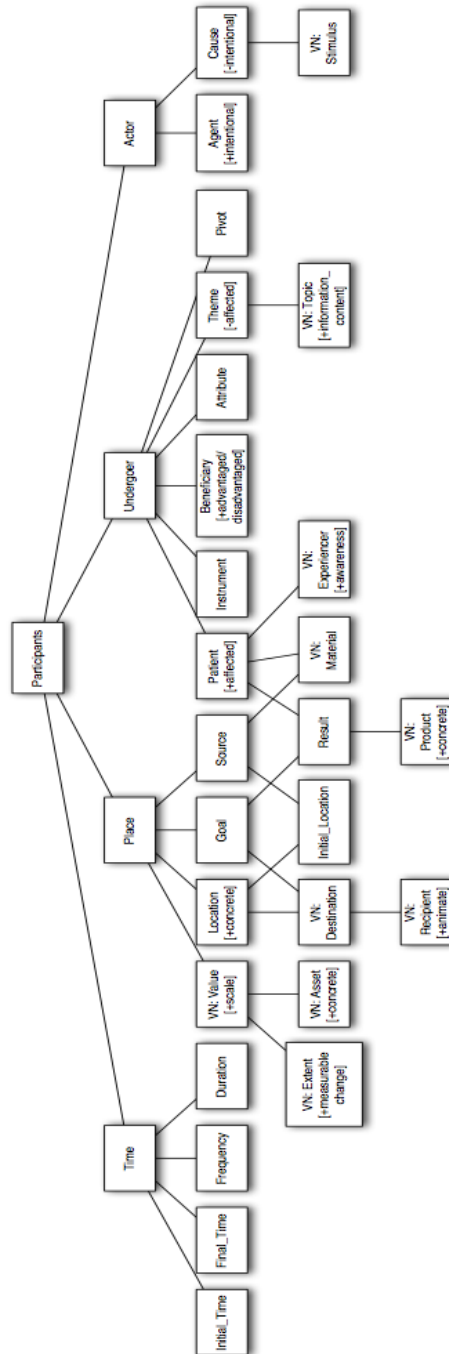 Participants
Time
Place
Undergoer
Actor
Initial_Time
Final_Time
Frequency
Duration
VN: Value
[+scale]
Location
[+concrete]
Goal
Source
Patient
[+affected]
Instrument
Beneficiary
[+advantaged/
disadvantaged]
Attribute
Theme
[-affected]
Pivot
Agent
[+intentional]
Cause
[-intentional]
VN: Extent
[+measurable
change]
VN: Asset
[+concrete]
VN:
Destination
Initial_Location
Result
VN:
Material
VN:
Experiencer
[+awareness]
VN: Topic
[+information_
content]
VN:
Stimulus
VN:
Recipient
[+animate]
VN:
Product
[+concrete]